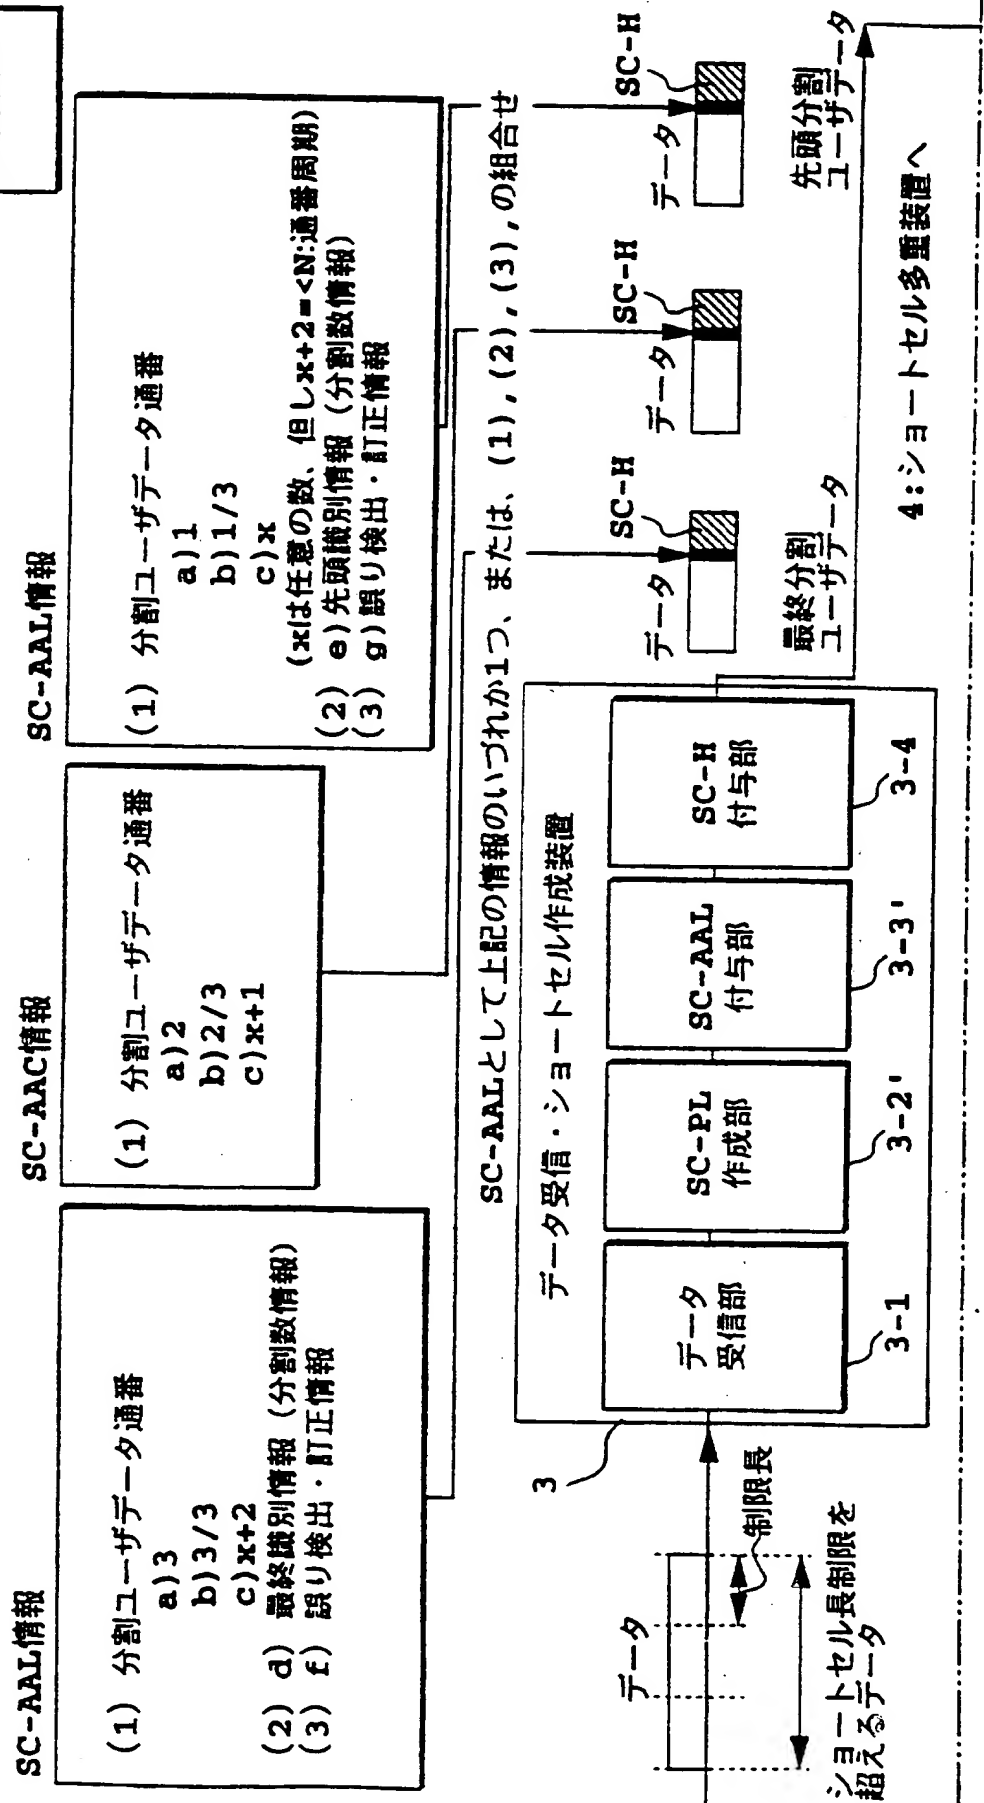 SC-AAL情報
(1) 分割ユーザデータ通番
a)3
b)3/3
c)x+2
(2) d) 最終識別情報 (分割数情報)
(3) f) 誤り検出・訂正情報
SC-AAC情報
(1) 分割ユーザデータ通番
a)2
b)2/3
c)x+1
SC-AAL情報
(1) 分割ユーザデータ通番
a)1
b)1/3
c)x
(xは任意の数、但しx+2=<N:通番周期)
(2) e)先頭識別情報 (分割数情報)
(3) g)誤り検出・訂正情報
SC-AALとして上記の情報のいづれか1つ、または、(1),(2),(3),の組合せ
データ
制限長
ショートセル長制限を
超えるデータ
3
データ受信・ショートセル作成装置
データ
受信部
3-1
SC-PL
作成部
3-2'
SC-AAL
付与部
3-3'
SC-H
付与部
3-4
データ
SC-H
データ
SC-H
データ
SC-H
最終分割
ユーザデータ
先頭分割
ユーザデータ
4:ショートセル多重装置へ